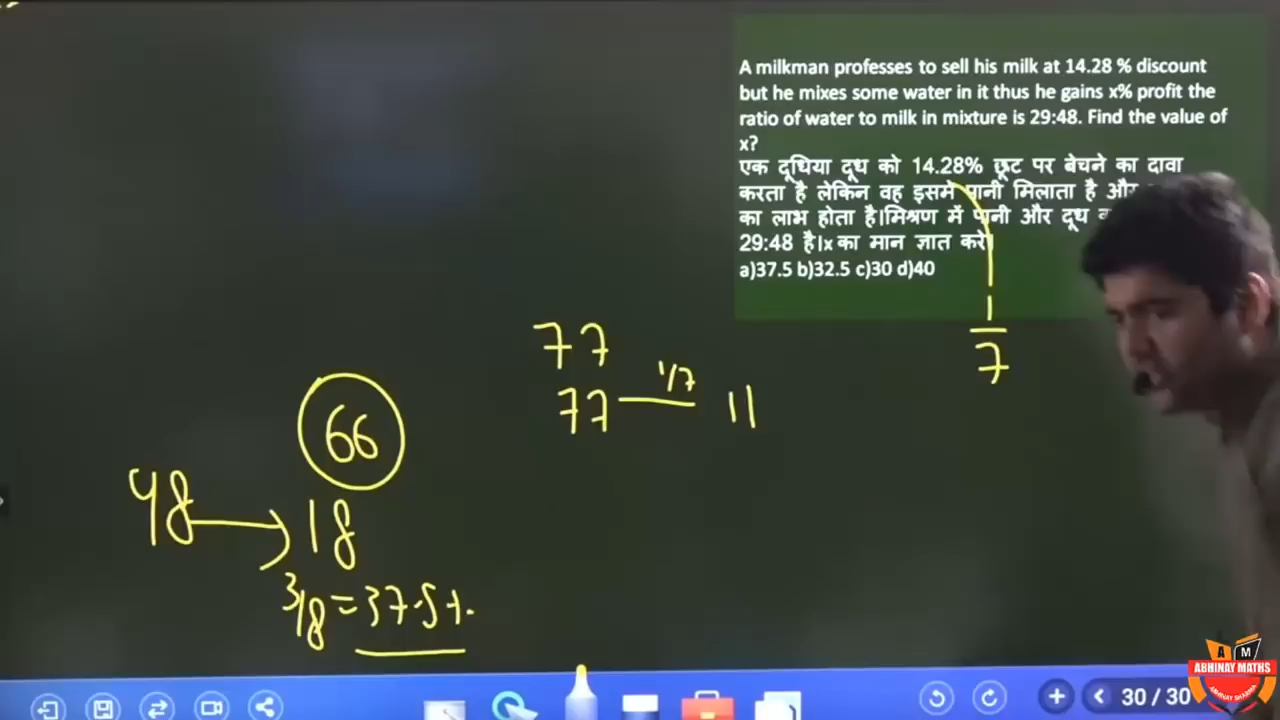 A milkman professes to sell his milk at 14.28 % discount
but he mixes some water in it thus he gains x% profit the
ratio of water to milk in mixture is 29:48. Find the value of
x?
एक दूधिया दूध को 14.28% छूट पर बेचने का दावा
करता है लेकिन वह इसमें पानी मिलाता है और
का लाभ होता है।मिश्रण में पानी और दूध
29:48 है।x का मान ज्ञात करे।
a)37.5 b)32.5 c)30 d)40
1/7
77
77 1/7 11
66
48 → 18
3/8 = 37.5%
30 / 30
A M
ABHINAY MATHS
ABHINAY SHARMA